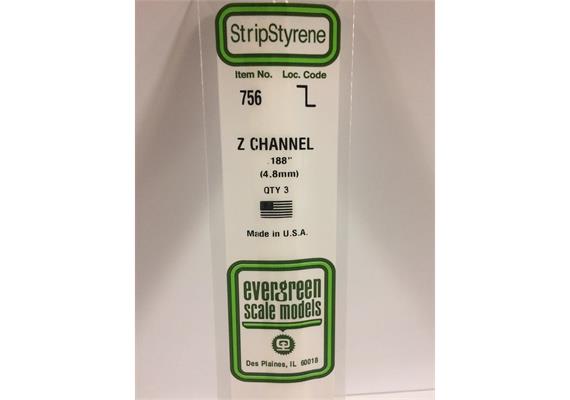 StripStyrene
Item No. Loc. Code
756
Z CHANNEL
.188"
(4.8mm)
QTY 3
Made in U.S.A.
evergreen
scale models
Des Plaines, IL 60018